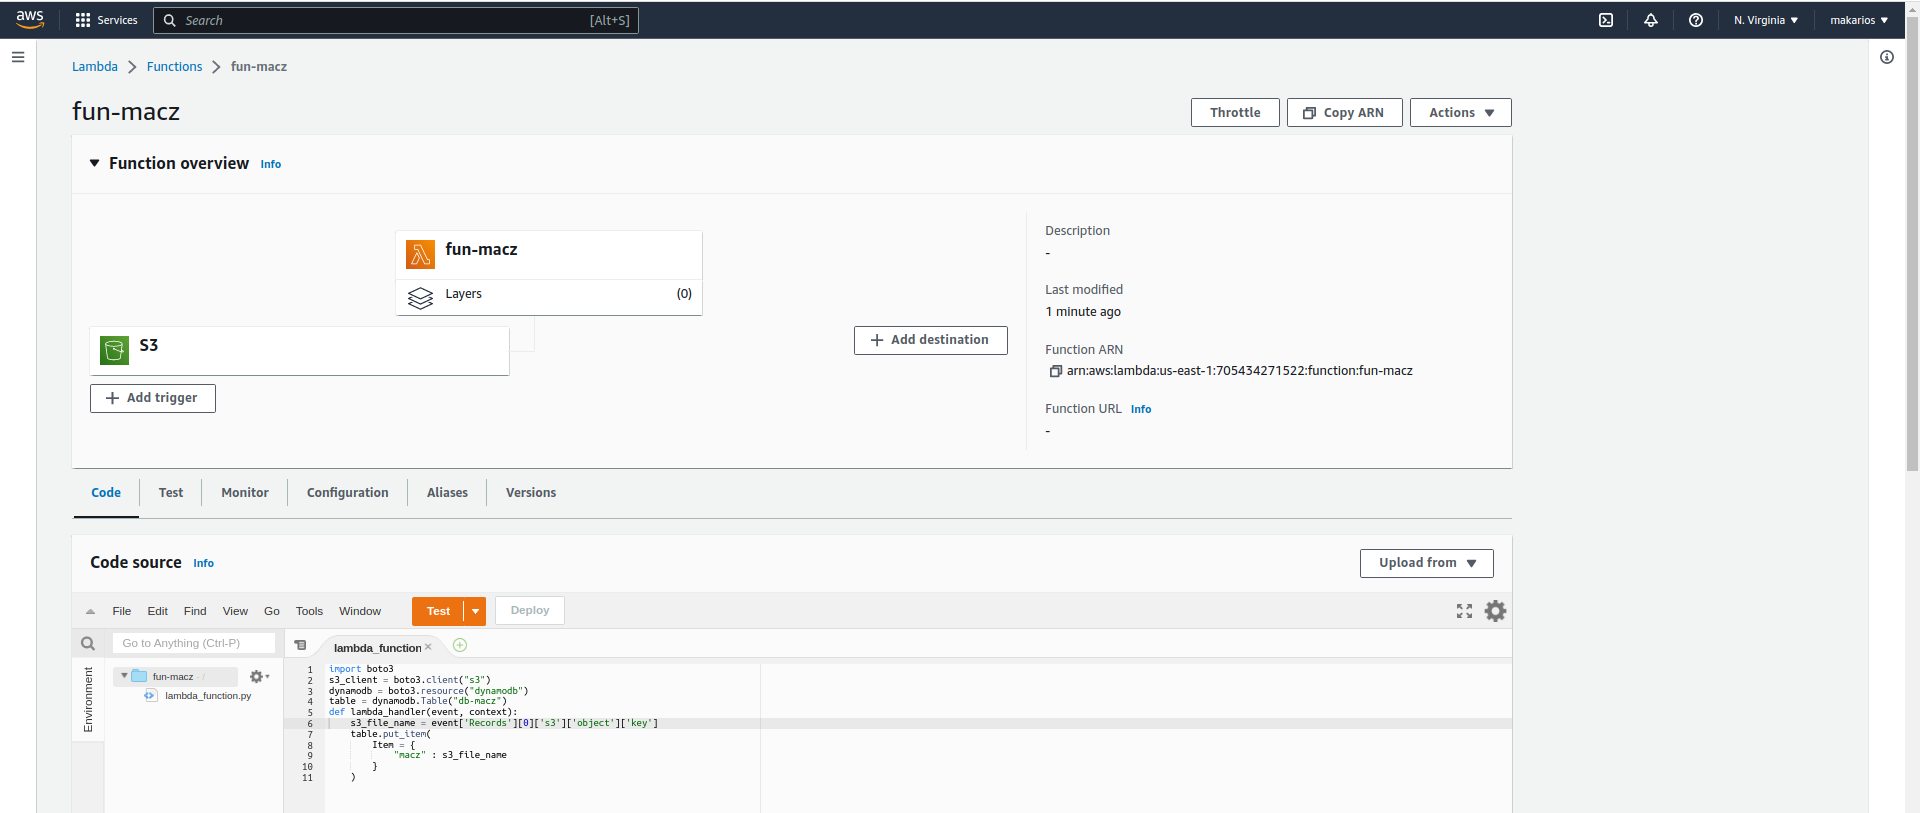 aws Services Search [Alt+S] N. Virginia makarios
Lambda Functions fun-macz
fun-macz
Throttle Copy ARN Actions
Function overview Info
fun-macz
Layers (0)
S3
Add trigger
Add destination
Description
-
Last modified
1 minute ago
Function ARN
arn:aws:lambda:us-east-1:705434271522:function:fun-macz
Function URL Info
-
Code Test Monitor Configuration Aliases Versions
Code source Info
Upload from
File Edit Find View Go Tools Window Test Deploy
Go to Anything (Ctrl-P)
lambda_function
Environment
fun-macz /
lambda_function.py
1 import boto3
2 s3_client = boto3.client("s3")
3 dynamodb = boto3.resource("dynamodb")
4 table = dynamodb.Table("db-macz")
5 def lambda_handler(event, context):
6 s3_file_name = event['Records'][0]['s3']['object']['key']
7 table.put_item(
8 Item = {
9 "macz" : s3_file_name
10 }
11 )